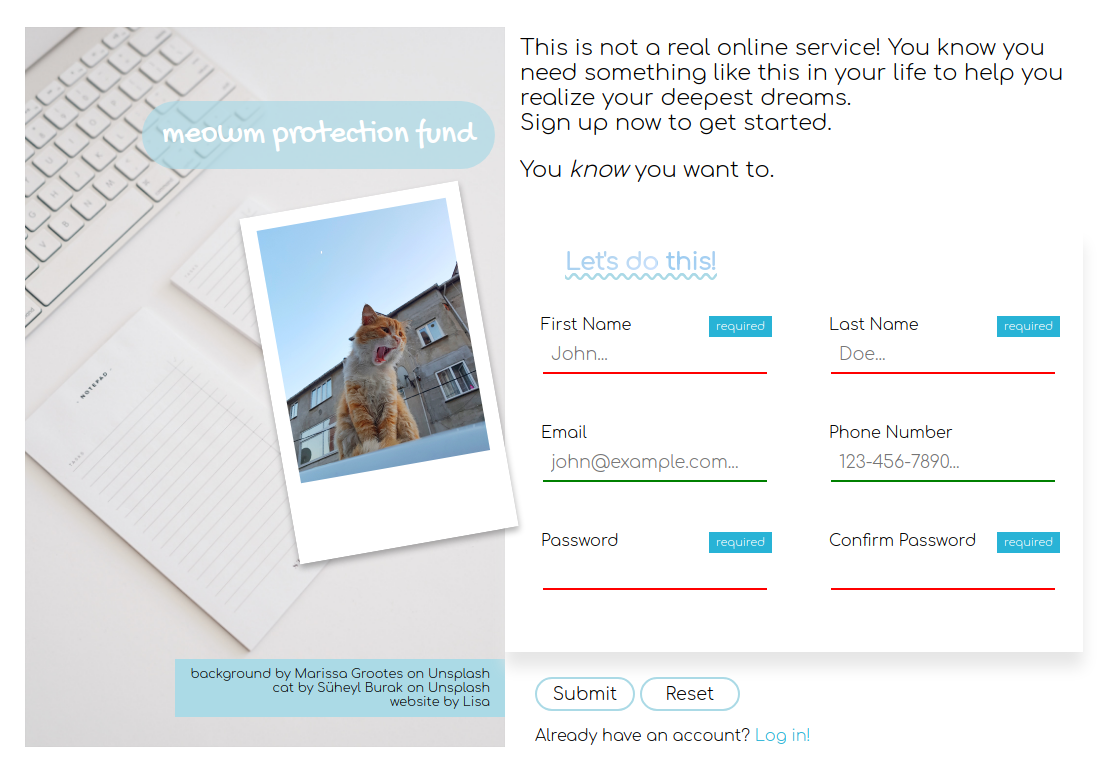 meowm protection fund
NOTEPAD
background by Marissa Grootes on Unsplash
cat by Süheyl Burak on Unsplash
website by Lisa
This is not a real online service! You know you
need something like this in your life to help you
realize your deepest dreams.
Sign up now to get started.
You know you want to.
Let's do this!
First Name required
John...
Last Name required
Doe...
Email
john@example.com...
Phone Number
123-456-7890...
Password required
Confirm Password required
Submit Reset
Already have an account? Log in!